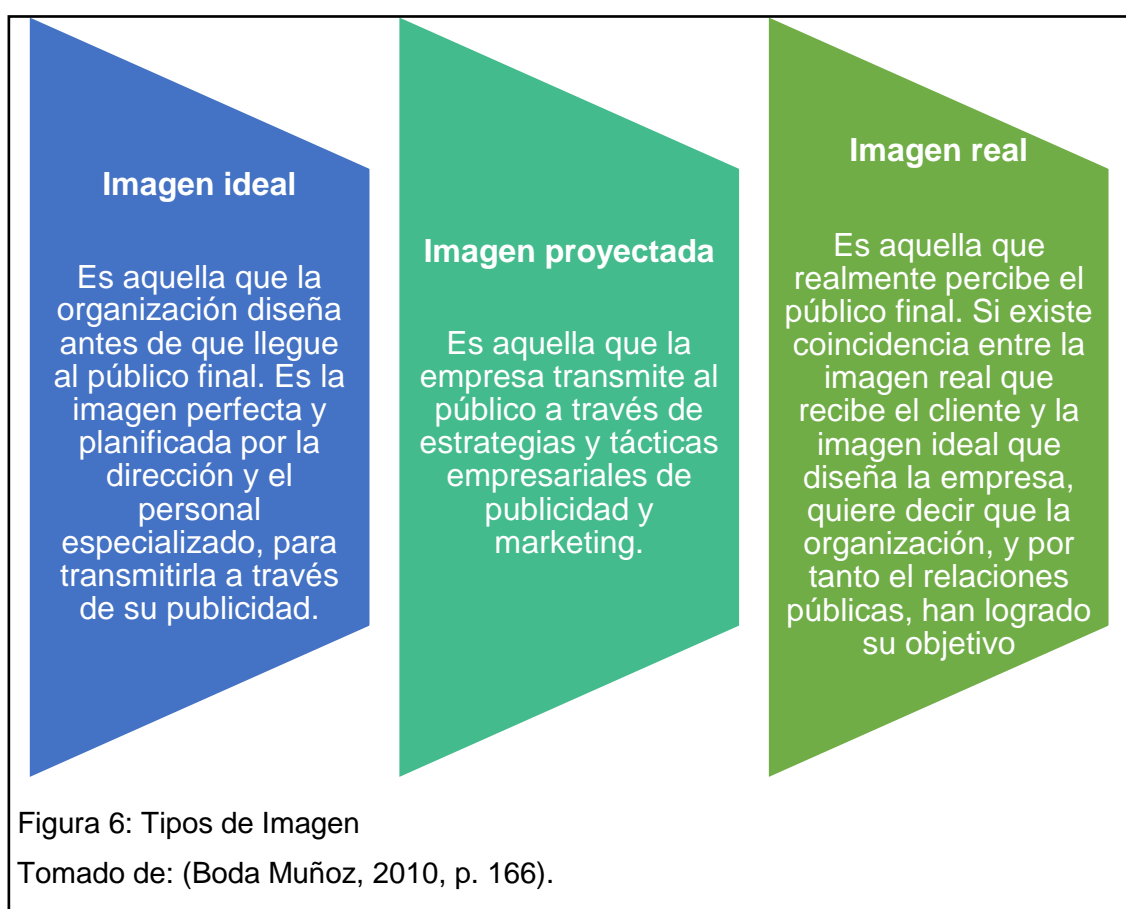 Imagen ideal
Es aquella que la
organización diseña
antes de que llegue
al público final. Es la
imagen perfecta y
planificada por la
dirección y el
personal
especializado, para
transmitirla a través
de su publicidad.
Imagen proyectada
Es aquella que la
empresa transmite al
público a través de
estrategias y tácticas
empresariales de
publicidad y
marketing.
Imagen real
Es aquella que
realmente percibe el
público final. Si existe
coincidencia entre la
imagen real que
recibe el cliente y la
imagen ideal que
diseña la empresa,
quiere decir que la
organización, y por
tanto el relaciones
públicas, han logrado
su objetivo
Figura 6: Tipos de Imagen
Tomado de: (Boda Muñoz, 2010, p. 166).